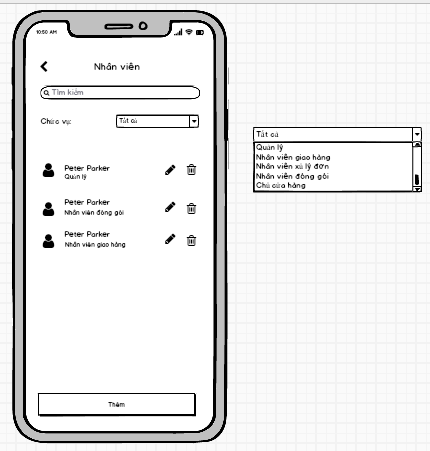 10:50 AM
Nhân viên
Tìm kiếm
Chức vụ:
Tất cả
Peter Parker
Quản lý
Peter Parker
Nhân viên đóng gói
Peter Parker
Nhân viên giao hàng
Thêm
Tất cả
Quản lý
Nhân viên giao hàng
Nhân viên xử lý đơn
Nhân viên đóng gói
Chủ cửa hàng